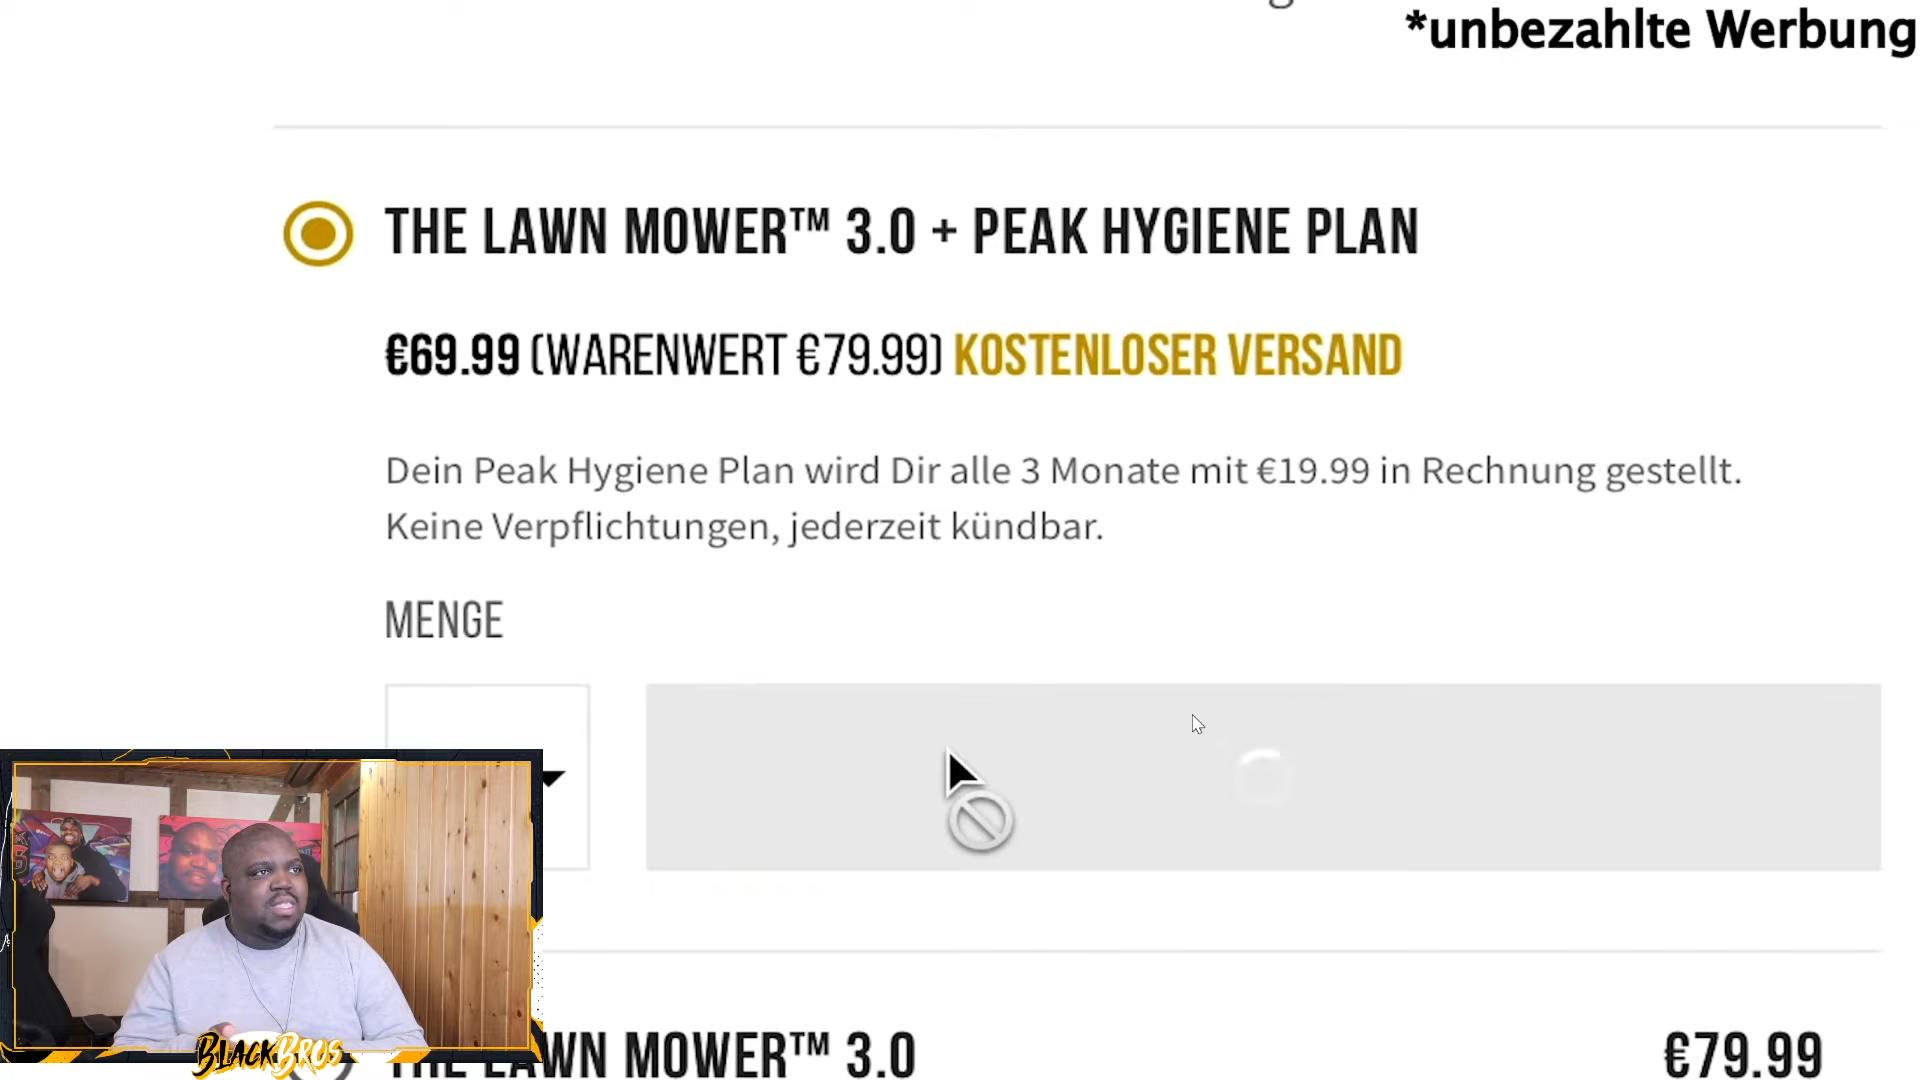 *unbezahlte Werbung
THE LAWN MOWER™ 3.0 + PEAK HYGIENE PLAN
€69.99 (WARENWERT €79.99) KOSTENLOSER VERSAND
Dein Peak Hygiene Plan wird Dir alle 3 Monate mit €19.99 in Rechnung gestellt.
Keine Verpflichtungen, jederzeit kündbar.
MENGE
LAWN MOWER™ 3.0 €79.99
BLACKBROS